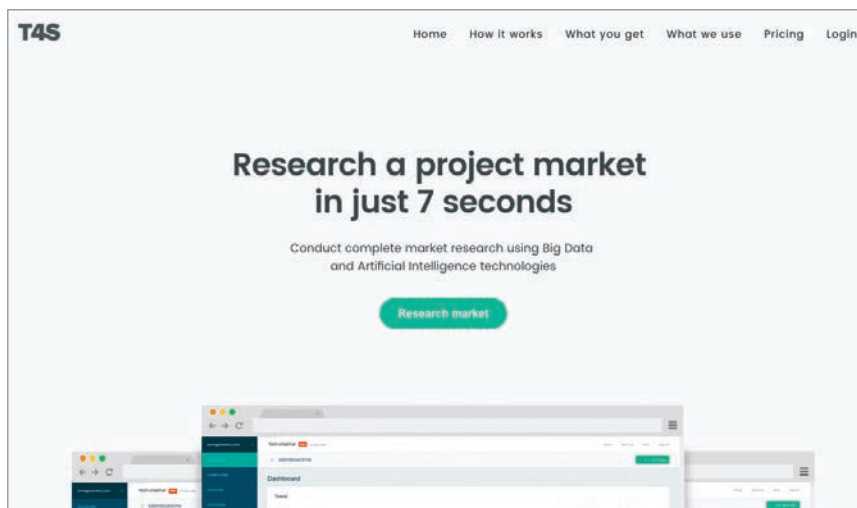 T4S
Home How it works What you get What we use Pricing Login
Research a project market
in just 7 seconds
Conduct complete market research using Big Data
and Artificial Intelligence technologies
Research market
Dashboard
Trend